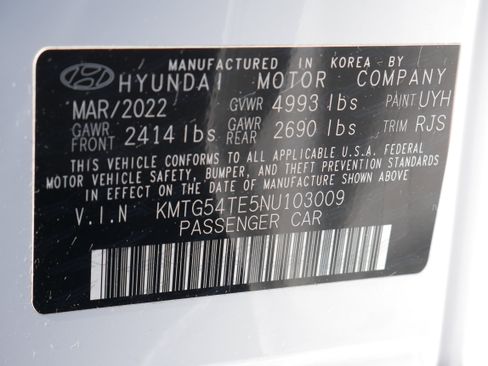 MANUFACTURED IN KOREA BY
HYUNDAI MOTOR COMPANY
MAR/2022 GVWR 4993 lbs PAINT UYH
GAWR FRONT 2414 lbs GAWR REAR 2690 lbs TRIM RJS
THIS VEHICLE CONFORMS TO ALL APPLICABLE U.S.A. FEDERAL
MOTOR VEHICLE SAFETY, BUMPER, AND THEFT PREVENTION STANDARDS
IN EFFECT ON THE DATE OF MANUFACTURE SHOWN ABOVE.
V.I.N KMTG54TE5NU103009
PASSENGER CAR